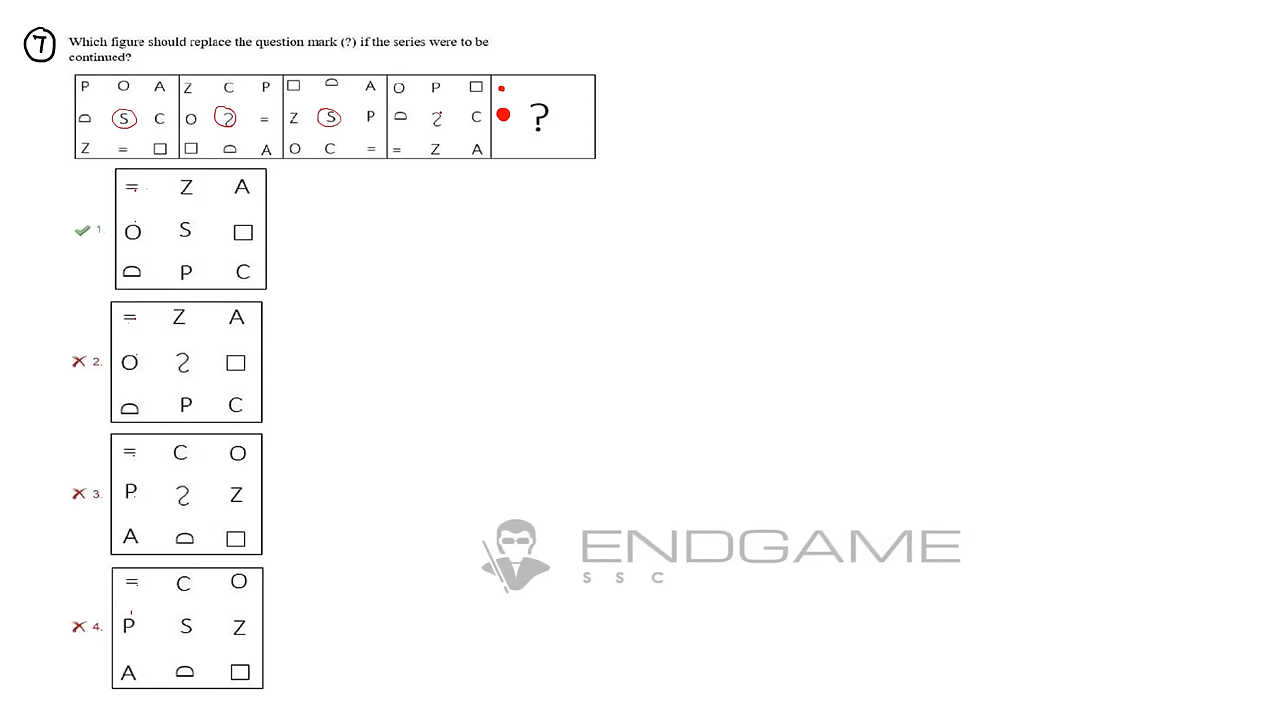 7
Which figure should replace the question mark (?) if the series were to be
continued?
P O A Z C P □ D A O P □
D S C O S = Z S P D S C ?
Z = □ □ D A O C = = Z A
= Z A
1. O S □
D P C
= Z A
2. O S □
D P C
= C O
3. P S Z
A D □
= C O
4. P S Z
A D □
ENDGAME
SSC